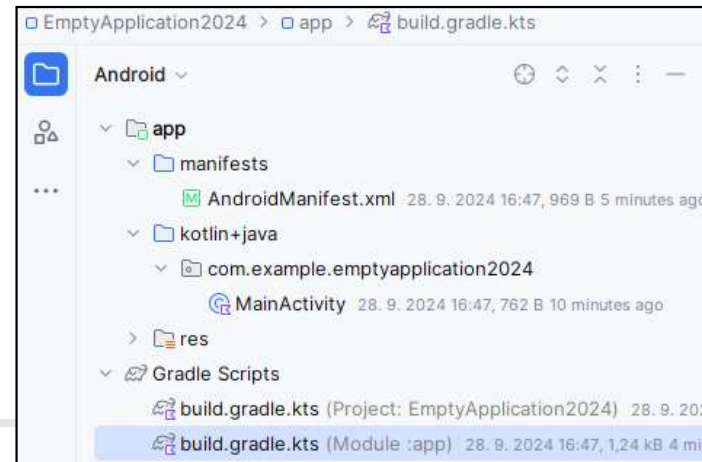 EmptyApplication2024 > app > build.gradle.kts
Android
app
manifests
AndroidManifest.xml 28. 9. 2024 16:47, 969 B 5 minutes ago
kotlin+java
com.example.emptyapplication2024
MainActivity 28. 9. 2024 16:47, 762 B 10 minutes ago
res
Gradle Scripts
build.gradle.kts (Project: EmptyApplication2024) 28. 9. 202
build.gradle.kts (Module :app) 28. 9. 2024 16:47, 1,24 kB 4 mi